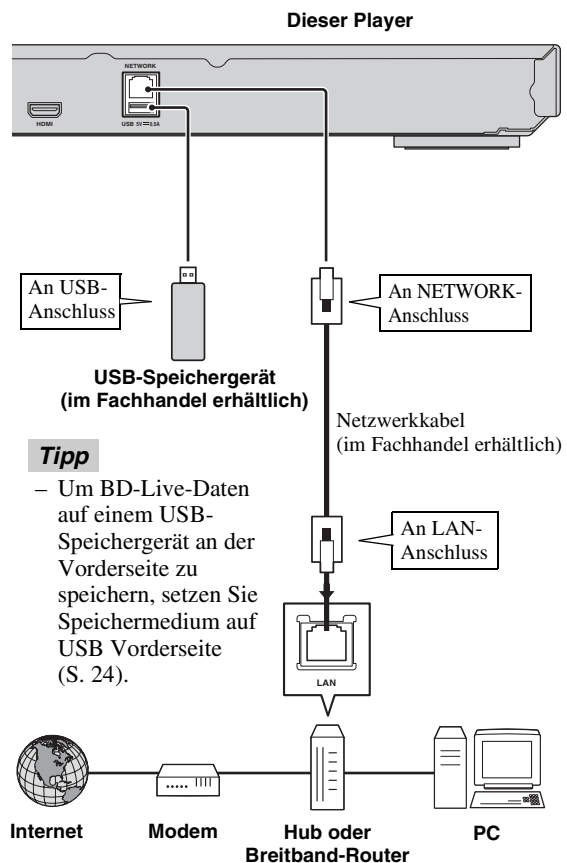 Dieser Player
NETWORK
HDMI
USB 5V⎓0.5A
An USB-
Anschluss
An NETWORK-
Anschluss
USB-Speichergerät
(im Fachhandel erhältlich)
Netzwerkkabel
(im Fachhandel erhältlich)
Tipp
– Um BD-Live-Daten
auf einem USB-
Speichergerät an der
Vorderseite zu
speichern, setzen Sie
Speichermedium auf
USB Vorderseite
(S. 24).
An LAN-
Anschluss
LAN
Internet
Modem
Hub oder
Breitband-Router
PC